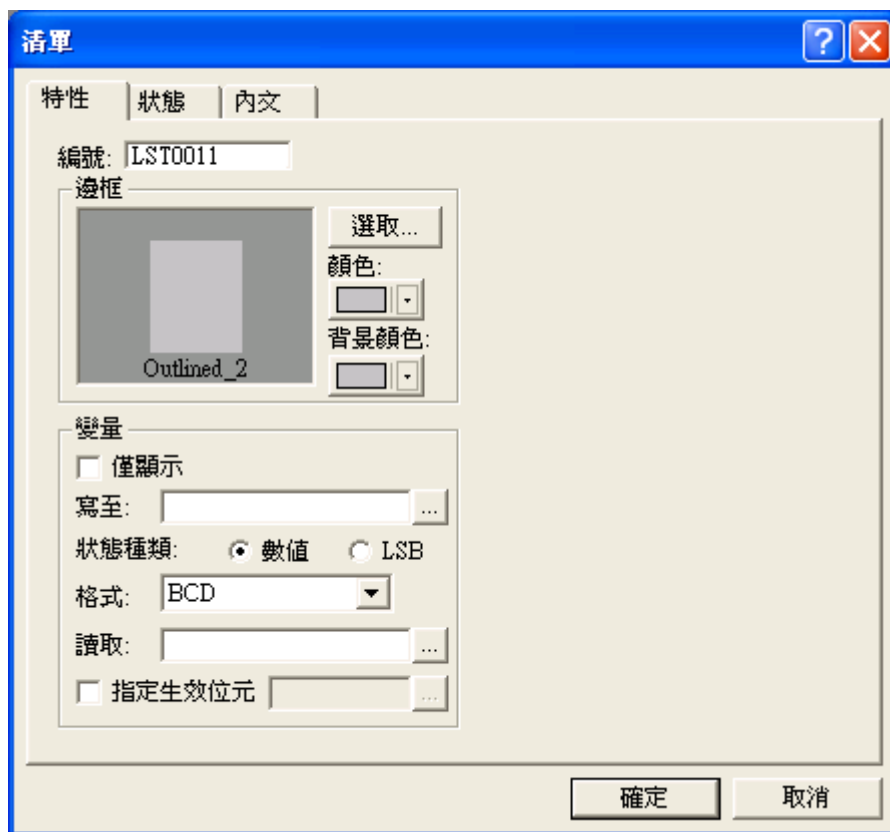 清單
特性 狀態 內文
編號: LST0011
邊框
選取...
顏色:
背景顏色:
Outlined_2
變量
僅顯示
寫至: ...
狀態種類: 數值 LSB
格式: BCD
讀取: ...
指定生效位元 ...
確定 取消